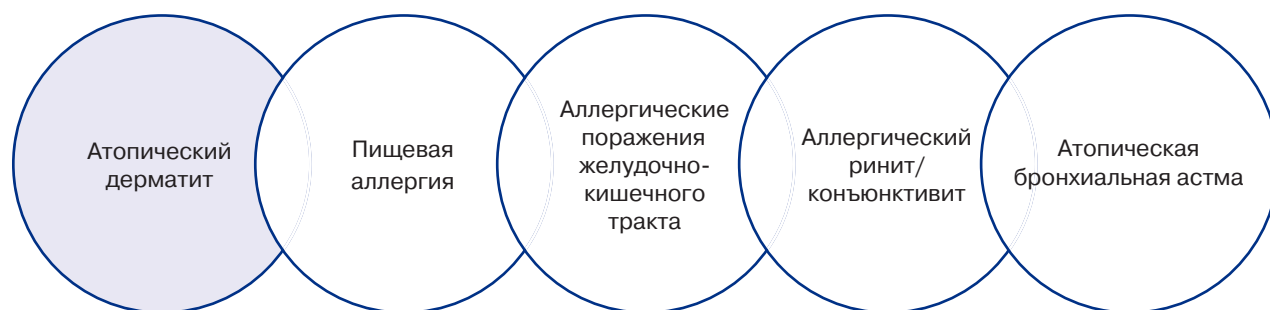 Атопический
дерматит
Пищевая
аллергия
Аллергические
поражения
желудочно-
кишечного
тракта
Аллергический
ринит/
конъюнктивит
Атопическая
бронхиальная астма